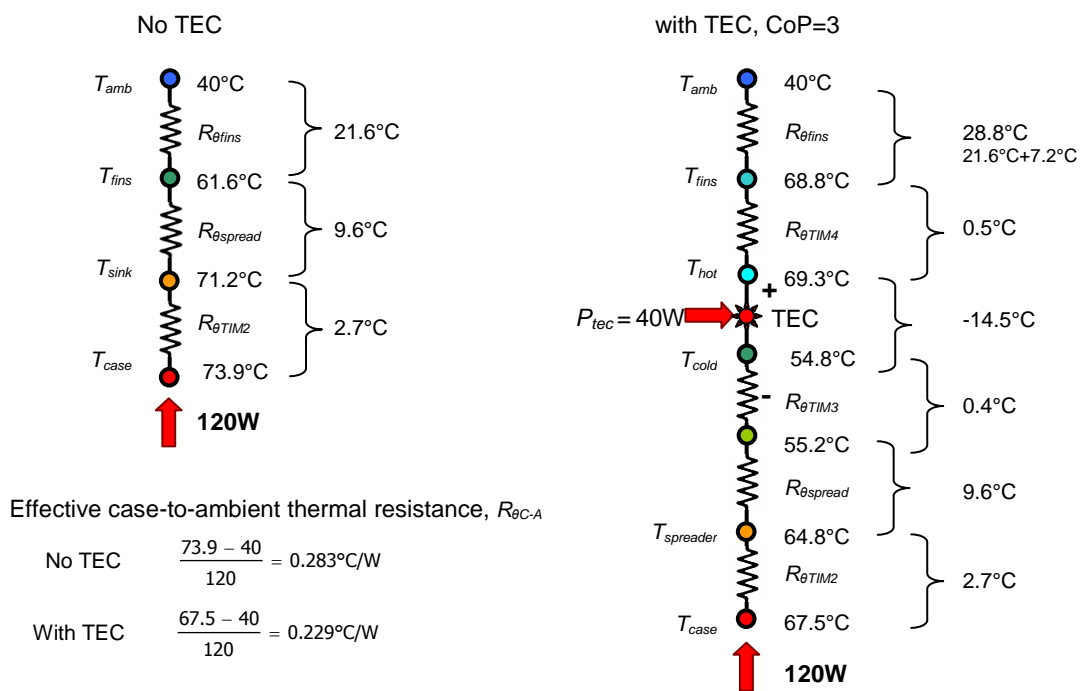 No TEC
T_amb
40°C
R_θfins
21.6°C
T_fins
61.6°C
R_θspread
9.6°C
T_sink
71.2°C
R_θTIM2
2.7°C
T_case
73.9°C
120W
Effective case-to-ambient thermal resistance, R_θC-A
No TEC (73.9 – 40)/120 = 0.283°C/W
With TEC (67.5 – 40)/120 = 0.229°C/W
with TEC, CoP=3
T_amb
40°C
R_θfins
28.8°C
21.6°C+7.2°C
T_fins
68.8°C
R_θTIM4
0.5°C
T_hot
69.3°C
+
P_tec = 40W
TEC
-14.5°C
T_cold
54.8°C
-
R_θTIM3
0.4°C
55.2°C
R_θspread
9.6°C
T_spreader
64.8°C
R_θTIM2
2.7°C
T_case
67.5°C
120W